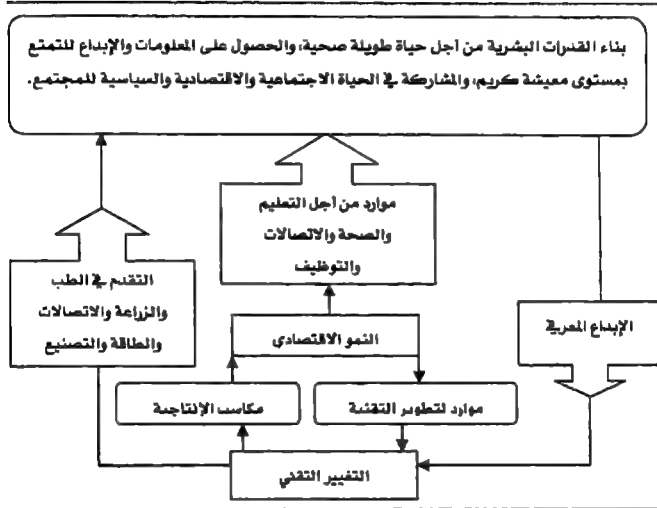 بناء القدرات البشرية من أجل حياة طويلة صحية، والحصول على المعلومات والإبداع للتمتع
بمستوى معيشة كريم، والمشاركة في الحياة الاجتماعية والاقتصادية والسياسية للمجتمع.
موارد من أجل التعليم
والصحة والاتصالات
والتوظيف
التقدم في الطب
والزراعة والاتصالات
والطاقة والتصنيع
الإبداع المعرفي
النمو الاقتصادى
موارد لتطوير التقنية
مكاسب الإنتاجية
التغيير التقني